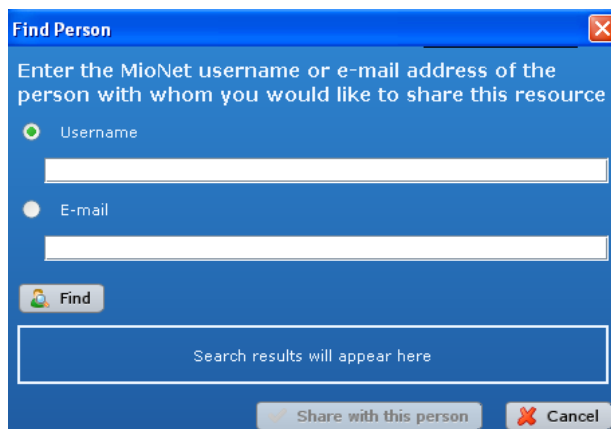 Find Person
Enter the MioNet username or e-mail address of the
person with whom you would like to share this resource
Username
E-mail
Find
Search results will appear here
Share with this person
Cancel